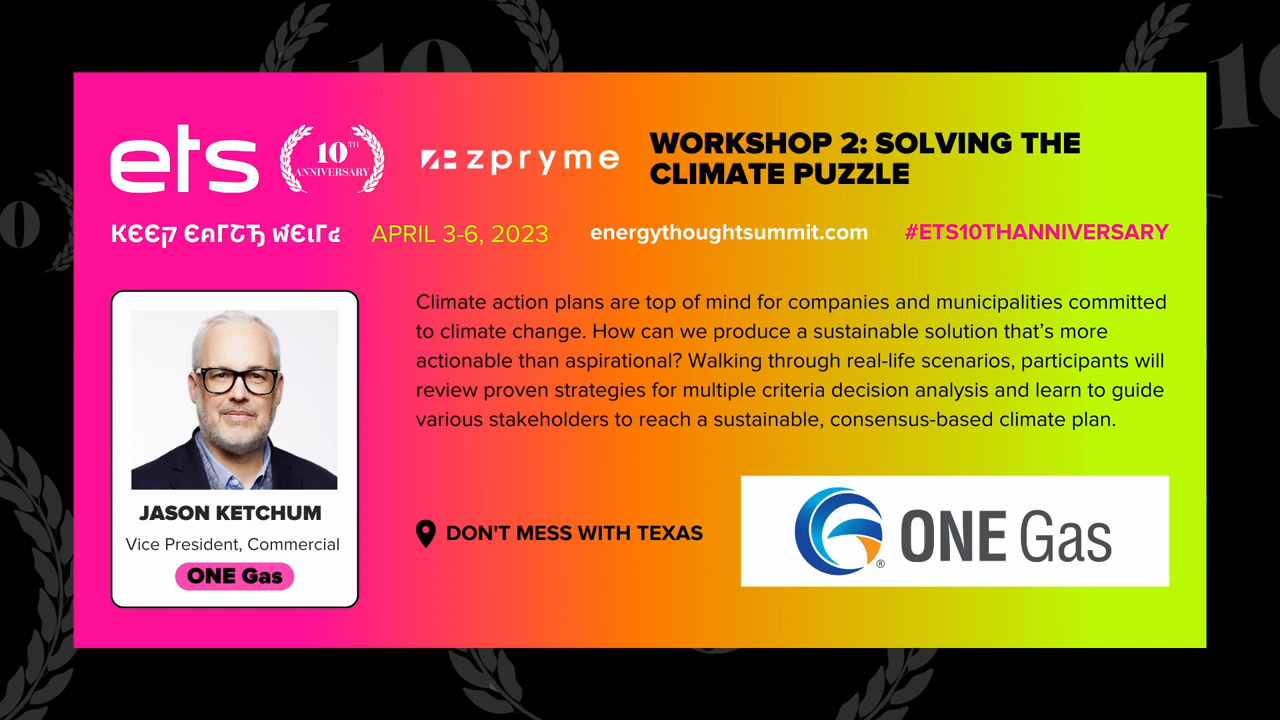 ets
10TH
ANNIVERSARY
zpryme
WORKSHOP 2: SOLVING THE
CLIMATE PUZZLE
APRIL 3-6, 2023
energythoughtsummit.com
#ETS10THANNIVERSARY
JASON KETCHUM
Vice President, Commercial
ONE Gas
Climate action plans are top of mind for companies and municipalities committed
to climate change. How can we produce a sustainable solution that’s more
actionable than aspirational? Walking through real-life scenarios, participants will
review proven strategies for multiple criteria decision analysis and learn to guide
various stakeholders to reach a sustainable, consensus-based climate plan.
DON'T MESS WITH TEXAS
ONE Gas
®
10
10
10